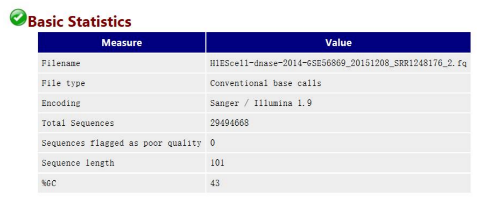 Basic Statistics
Measure Value
Filename H1EScell-dnase-2014-GSE56869_20151208_SRR1248176_2.fq
File type Conventional base calls
Encoding Sanger / Illumina 1.9
Total Sequences 29494668
Sequences flagged as poor quality 0
Sequence length 101
%GC 43